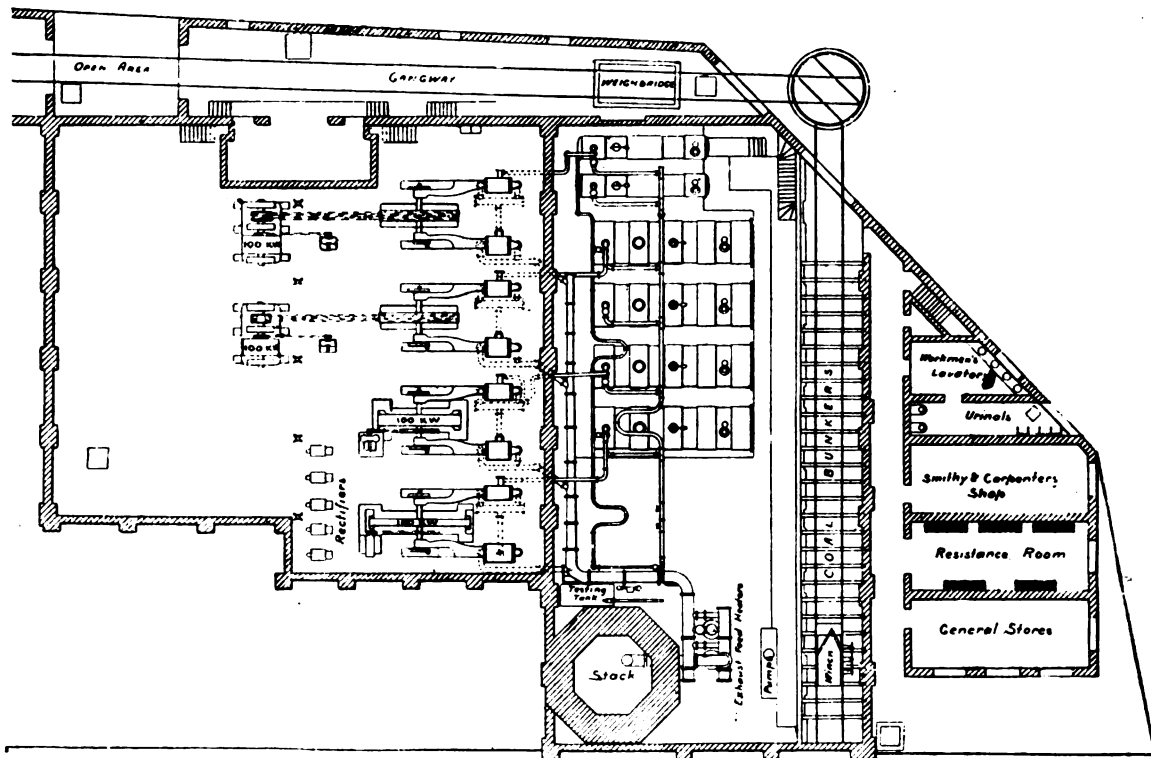 OPEN AREA
GANGWAY
WEIGHBRIDGE
100 KW
100 KW
100 KW
100 KW
Rectifiers
COAL BUNKERS
Workmen's
Lavatory
Urinals
Smithy & Carpenters
Shop
Resistance Room
General Stores
Testing
Tank
Stack
Exhaust Feed Heaters
Pumps
Winch